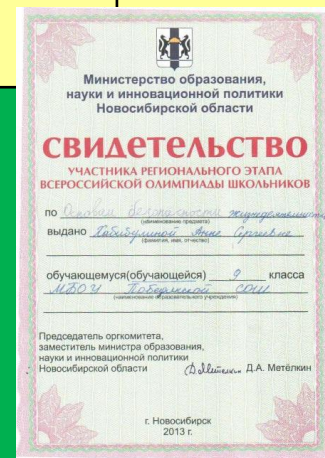 Министерство образования,
науки и инновационной политики
Новосибирской области
СВИДЕТЕЛЬСТВО
УЧАСТНИКА РЕГИОНАЛЬНОГО ЭТАПА
ВСЕРОССИЙСКОЙ ОЛИМПИАДЫ ШКОЛЬНИКОВ
по Основам безопасности жизнедеятельности
(наименование предмета)
выдано Хабибулиной Анне Сергеевне
(фамилия, имя, отчество)
обучающемуся(обучающейся) 9 класса
МБОУ Победимской СОШ
(наименование образовательного учреждения)
Председатель оргкомитета,
заместитель министра образования,
науки и инновационной политики
Новосибирской области Д.А. Метёлкин
г. Новосибирск
2013 г.